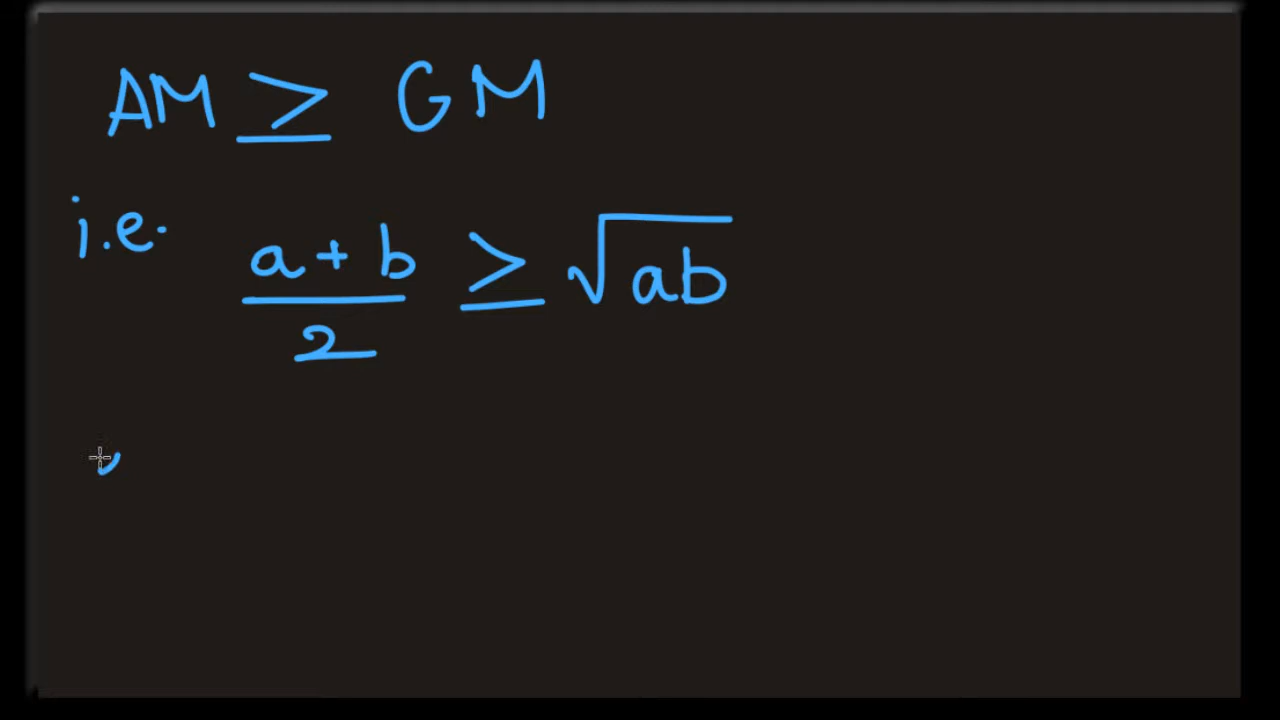 AM ≥ GM
i.e. (a + b)/2 ≥ √ab